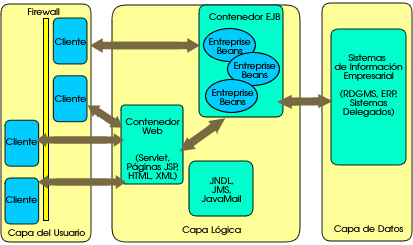 Firewall
Cliente
Cliente
Cliente
Cliente
Capa del Usuario
Contenedor EJB
Entreprise
Beans
Entreprise
Beans
Entreprise
Beans
Contenedor
Web
(Servlet,
Páginas JSP,
HTML, XML)
JNDL,
JMS,
JavaMail
Capa Lógica
Sistemas
de Información
Empresarial
(RDGMS, ERP,
Sistemas
Delegados)
Capa de Datos